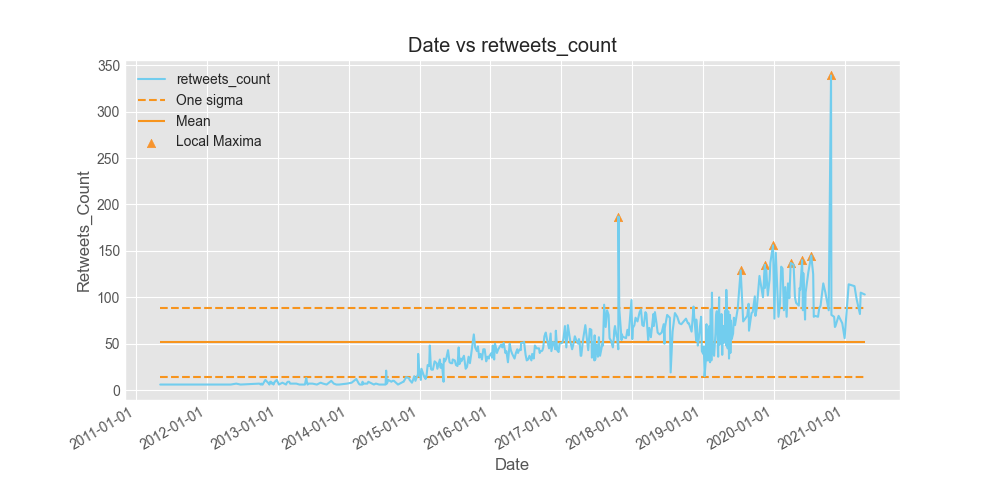 Date vs retweets_count
retweets_count
One sigma
Mean
Local Maxima
Retweets_Count
350
300
250
200
150
100
50
0
2011-01-01
2012-01-01
2013-01-01
2014-01-01
2015-01-01
2016-01-01
2017-01-01
2018-01-01
2019-01-01
2020-01-01
2021-01-01
Date